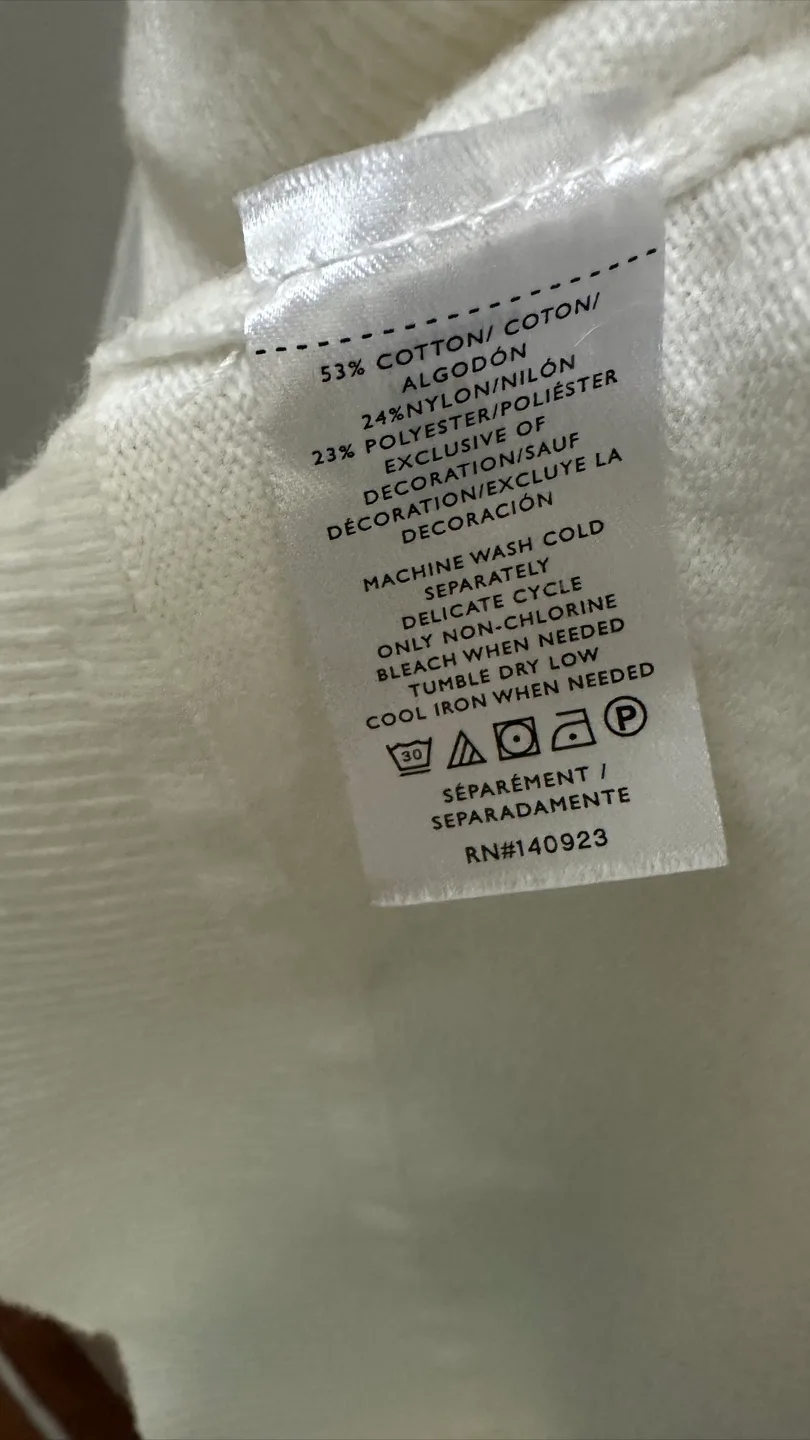 53% COTTON/ COTON/
ALGODÓN
24%NYLON/NILÓN
23% POLYESTER/POLIÉSTER
EXCLUSIVE OF
DECORATION/SAUF
DÉCORATION/EXCLUYE LA
DECORACIÓN
MACHINE WASH COLD
SEPARATELY
DELICATE CYCLE
ONLY NON-CHLORINE
BLEACH WHEN NEEDED
TUMBLE DRY LOW
COOL IRON WHEN NEEDED
30 P
SÉPARÉMENT /
SEPARADAMENTE
RN#140923